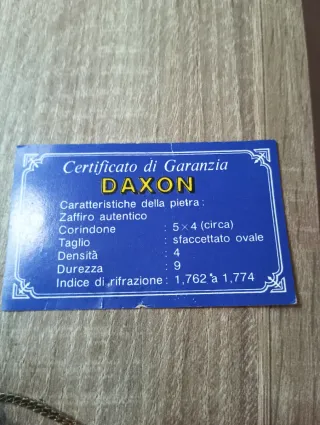 Certificato di Garanzia
DAXON
Caratteristiche della pietra:
Zaffiro autentico
Corindone : 5×4 (circa)
Taglio : sfaccettato ovale
Densità : 4
Durezza : 9
Indice di rifrazione : 1,762 a 1,774